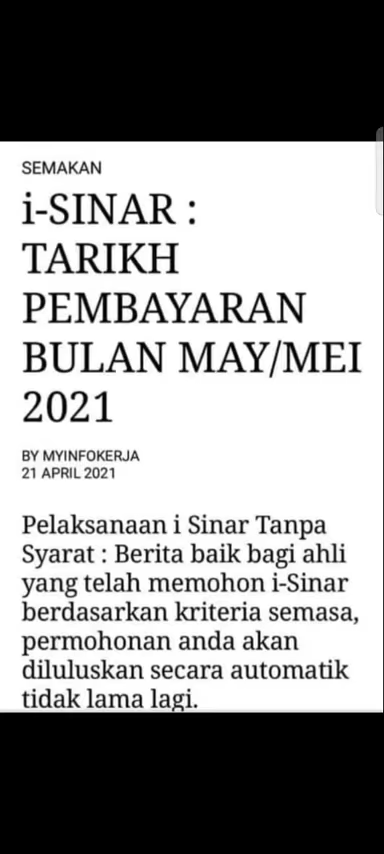 SEMAKAN
i-SINAR :
TARIKH
PEMBAYARAN
BULAN MAY/MEI
2021
BY MYINFOKERJA
21 APRIL 2021
Pelaksanaan i Sinar Tanpa
Syarat : Berita baik bagi ahli
yang telah memohon i-Sinar
berdasarkan kriteria semasa,
permohonan anda akan
diluluskan secara automatik
tidak lama lagi.